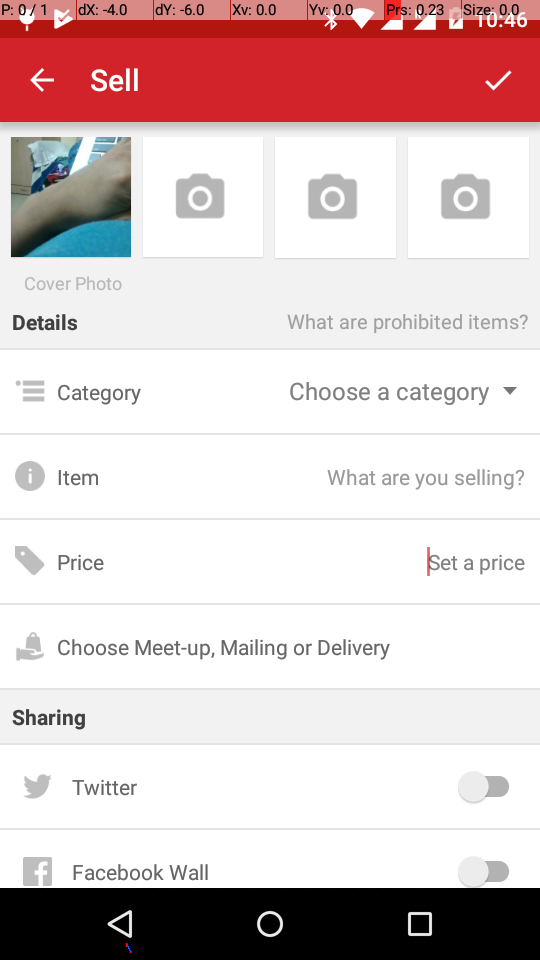 P: 0 / 1 dX: -4.0 dY: -6.0 Xv: 0.0 Yv: 0.0 Prs: 0.23 Size: 0.0
10:46
Sell
Cover Photo
Details What are prohibited items?
Category Choose a category
Item What are you selling?
Price Set a price
Choose Meet-up, Mailing or Delivery
Sharing
Twitter
Facebook Wall